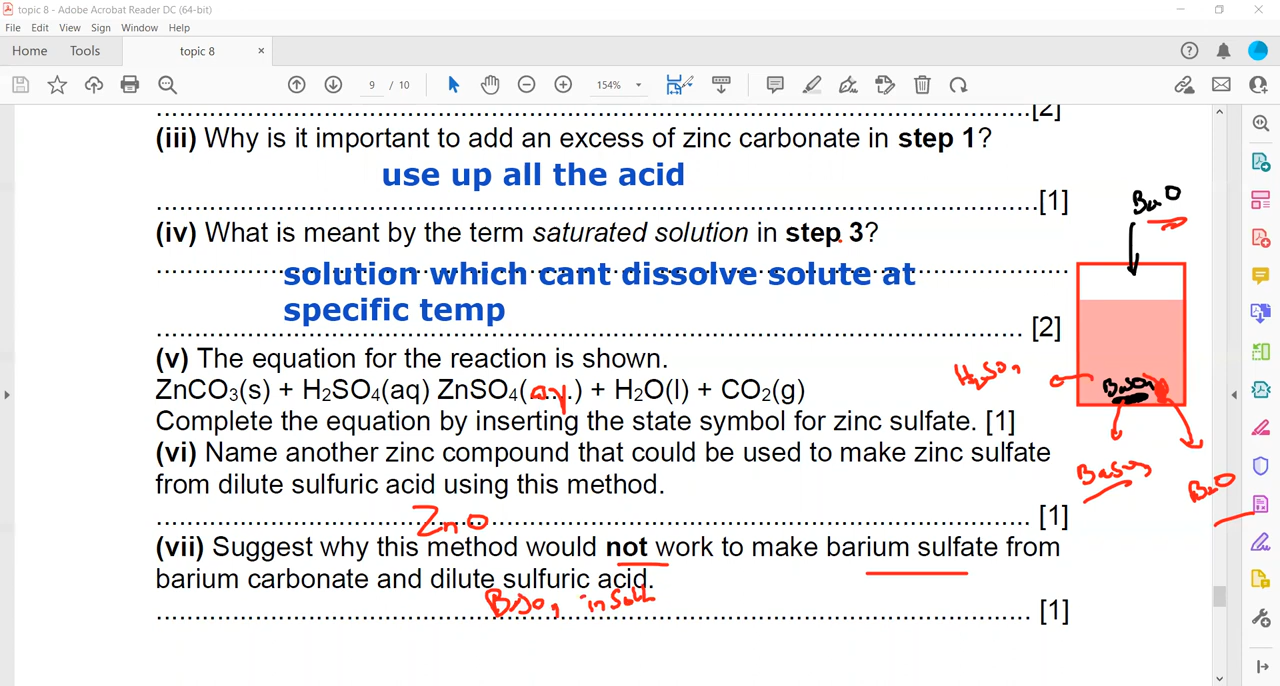 topic 8 - Adobe Acrobat Reader DC (64-bit)
File Edit View Sign Window Help
Home Tools topic 8 ×
9 / 10 154%
[2]
(iii) Why is it important to add an excess of zinc carbonate in step 1?
use up all the acid
[1]
BaO
(iv) What is meant by the term saturated solution in step 3?
solution which cant dissolve solute at
specific temp
[2]
(v) The equation for the reaction is shown.
H2SO4
ZnCO3(s) + H2SO4(aq) ZnSO4(aq) + H2O(l) + CO2(g)
BaSO4
Complete the equation by inserting the state symbol for zinc sulfate. [1]
(vi) Name another zinc compound that could be used to make zinc sulfate
BaSO4
from dilute sulfuric acid using this method.
BaO
ZnO [1]
(vii) Suggest why this method would not work to make barium sulfate from
barium carbonate and dilute sulfuric acid.
BaSO4
[1]